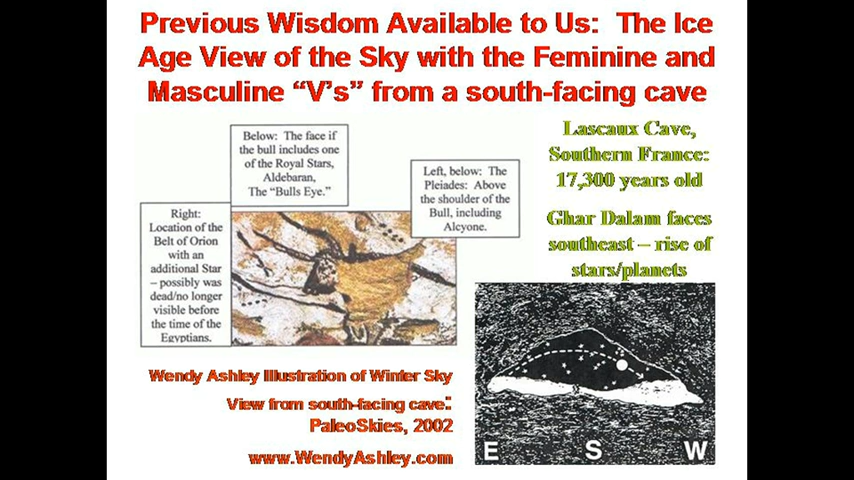 Previous Wisdom Available to Us: The Ice
Age View of the Sky with the Feminine and
Masculine “V’s” from a south-facing cave
Below: The face if
the bull includes one
of the Royal Stars,
Aldebaran,
The “Bulls Eye.”
Left, below: The
Pleiades: Above
the shoulder of the
Bull, including
Alcyone.
Right:
Location of the
Belt of Orion
with an
additional Star
– possibly was
dead/no longer
visible before
the time of the
Egyptians.
Lascaux Cave,
Southern France:
17,300 years old
Ghar Dalam faces
southeast – rise of
stars/planets
Wendy Ashley Illustration of Winter Sky
View from south-facing cave:
PaleoSkies, 2002
www.WendyAshley.com
E S W